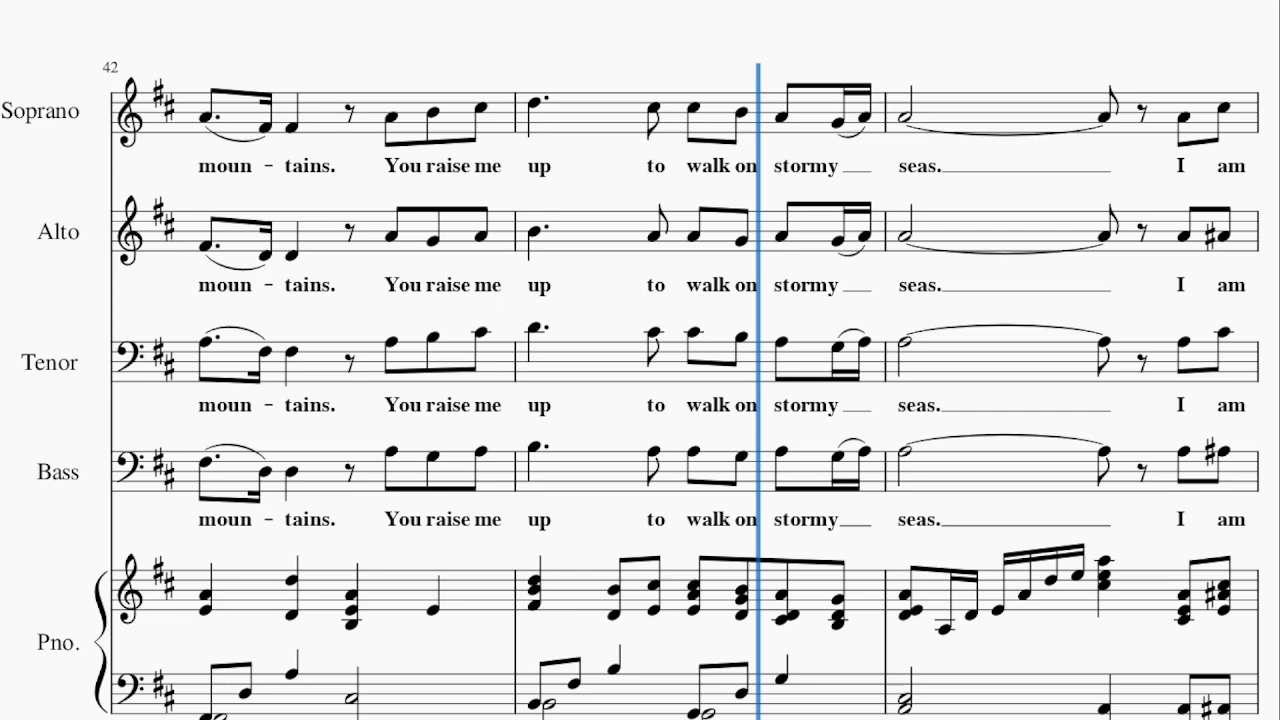 42
Soprano
moun - tains. You raise me up to walk on stormy seas. I am
Alto
moun - tains. You raise me up to walk on stormy seas. I am
Tenor
moun - tains. You raise me up to walk on stormy seas. I am
Bass
moun - tains. You raise me up to walk on stormy seas. I am
Pno.